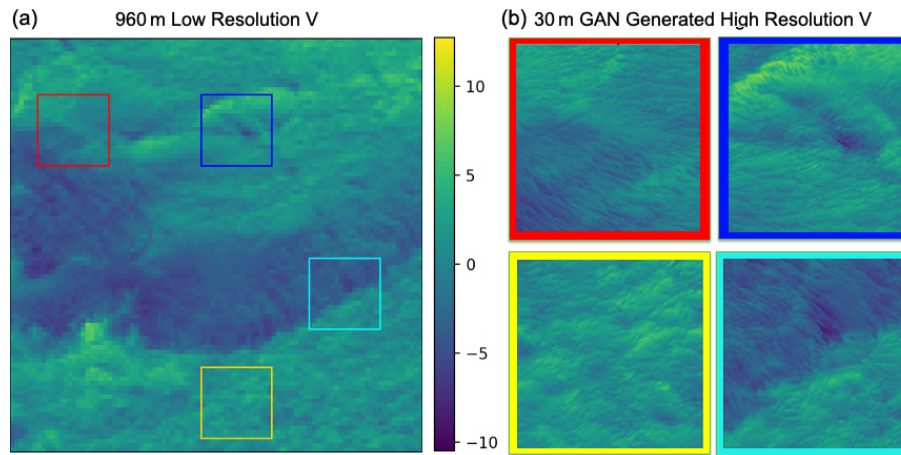 (a) 960 m Low Resolution V
(b) 30 m GAN Generated High Resolution V
10
5
0
−5
−10